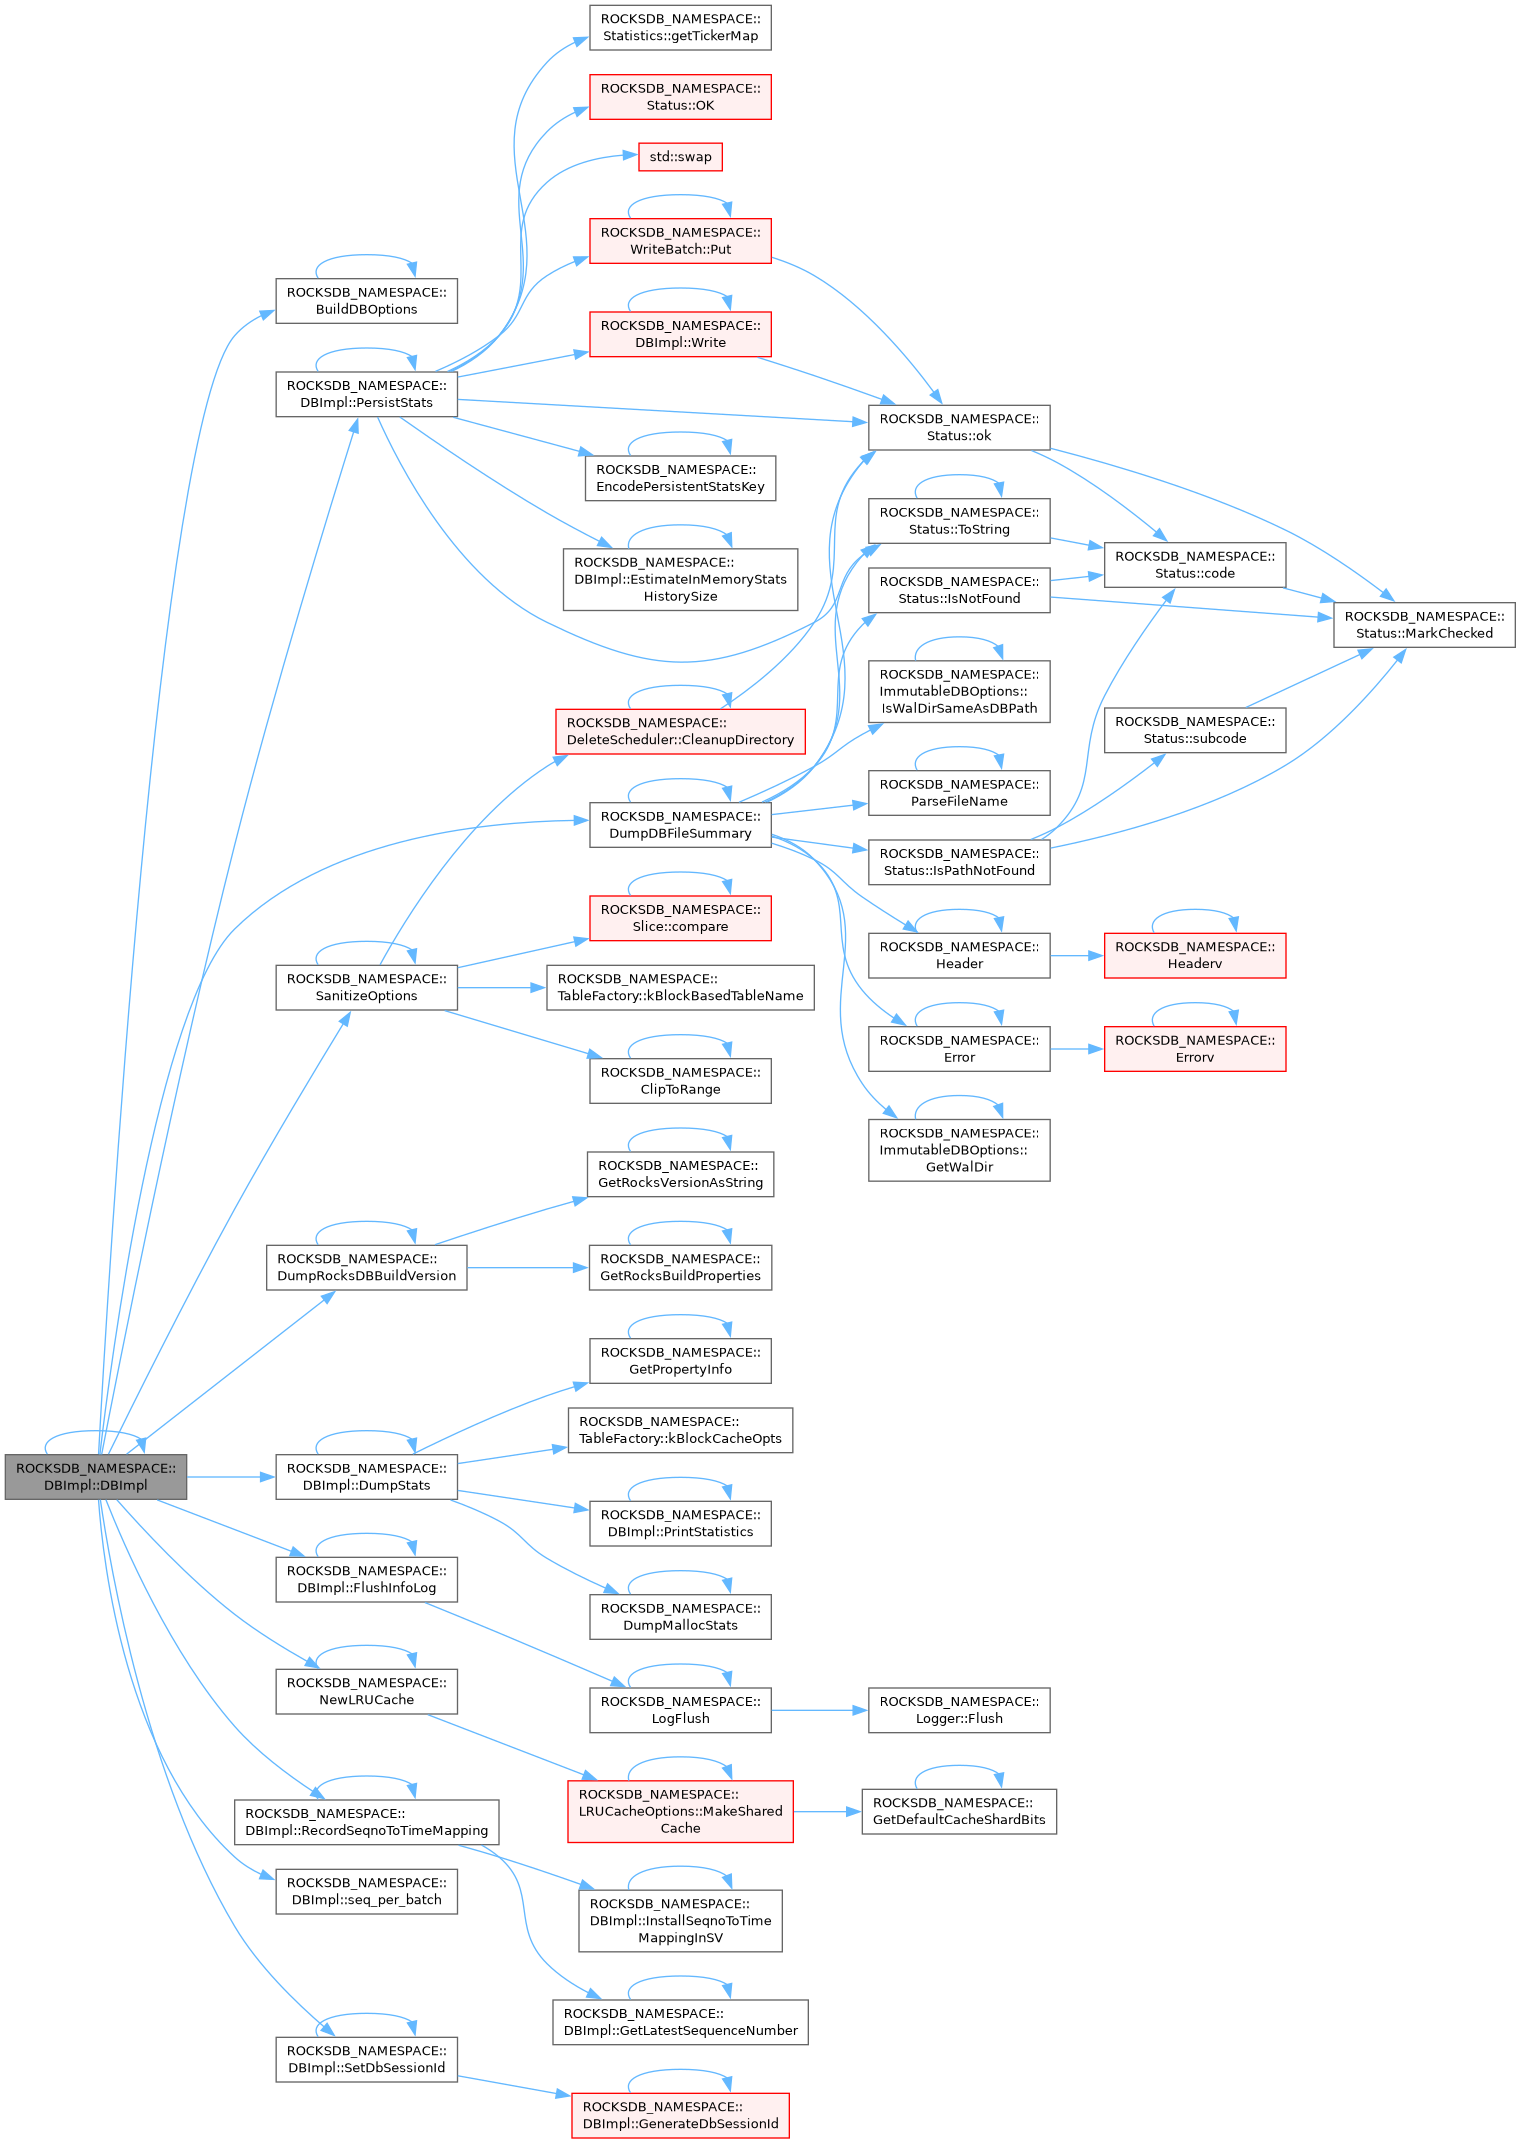 ROCKSDB_NAMESPACE::
DBImpl::DBImpl
ROCKSDB_NAMESPACE::
BuildDBOptions
ROCKSDB_NAMESPACE::
DBImpl::PersistStats
ROCKSDB_NAMESPACE::
SanitizeOptions
ROCKSDB_NAMESPACE::
DumpRocksDBBuildVersion
ROCKSDB_NAMESPACE::
DBImpl::DumpStats
ROCKSDB_NAMESPACE::
DBImpl::FlushInfoLog
ROCKSDB_NAMESPACE::
NewLRUCache
ROCKSDB_NAMESPACE::
DBImpl::RecordSeqnoToTimeMapping
ROCKSDB_NAMESPACE::
DBImpl::seq_per_batch
ROCKSDB_NAMESPACE::
DBImpl::SetDbSessionId
ROCKSDB_NAMESPACE::
Statistics::getTickerMap
ROCKSDB_NAMESPACE::
Status::OK
std::swap
ROCKSDB_NAMESPACE::
WriteBatch::Put
ROCKSDB_NAMESPACE::
DBImpl::Write
ROCKSDB_NAMESPACE::
EncodePersistentStatsKey
ROCKSDB_NAMESPACE::
DBImpl::EstimateInMemoryStats
HistorySize
ROCKSDB_NAMESPACE::
DeleteScheduler::CleanupDirectory
ROCKSDB_NAMESPACE::
DumpDBFileSummary
ROCKSDB_NAMESPACE::
Slice::compare
ROCKSDB_NAMESPACE::
TableFactory::kBlockBasedTableName
ROCKSDB_NAMESPACE::
ClipToRange
ROCKSDB_NAMESPACE::
GetRocksVersionAsString
ROCKSDB_NAMESPACE::
GetRocksBuildProperties
ROCKSDB_NAMESPACE::
GetPropertyInfo
ROCKSDB_NAMESPACE::
TableFactory::kBlockCacheOpts
ROCKSDB_NAMESPACE::
DBImpl::PrintStatistics
ROCKSDB_NAMESPACE::
DumpMallocStats
ROCKSDB_NAMESPACE::
LogFlush
ROCKSDB_NAMESPACE::
LRUCacheOptions::MakeShared
Cache
ROCKSDB_NAMESPACE::
DBImpl::InstallSeqnoToTime
MappingInSV
ROCKSDB_NAMESPACE::
DBImpl::GetLatestSequenceNumber
ROCKSDB_NAMESPACE::
DBImpl::GenerateDbSessionId
ROCKSDB_NAMESPACE::
Status::ok
ROCKSDB_NAMESPACE::
Status::ToString
ROCKSDB_NAMESPACE::
Status::IsNotFound
ROCKSDB_NAMESPACE::
ImmutableDBOptions::
IsWalDirSameAsDBPath
ROCKSDB_NAMESPACE::
ParseFileName
ROCKSDB_NAMESPACE::
Status::IsPathNotFound
ROCKSDB_NAMESPACE::
Header
ROCKSDB_NAMESPACE::
Error
ROCKSDB_NAMESPACE::
ImmutableDBOptions::
GetWalDir
ROCKSDB_NAMESPACE::
Logger::Flush
ROCKSDB_NAMESPACE::
GetDefaultCacheShardBits
ROCKSDB_NAMESPACE::
Status::code
ROCKSDB_NAMESPACE::
Status::subcode
ROCKSDB_NAMESPACE::
Headerv
ROCKSDB_NAMESPACE::
Errorv
ROCKSDB_NAMESPACE::
Status::MarkChecked